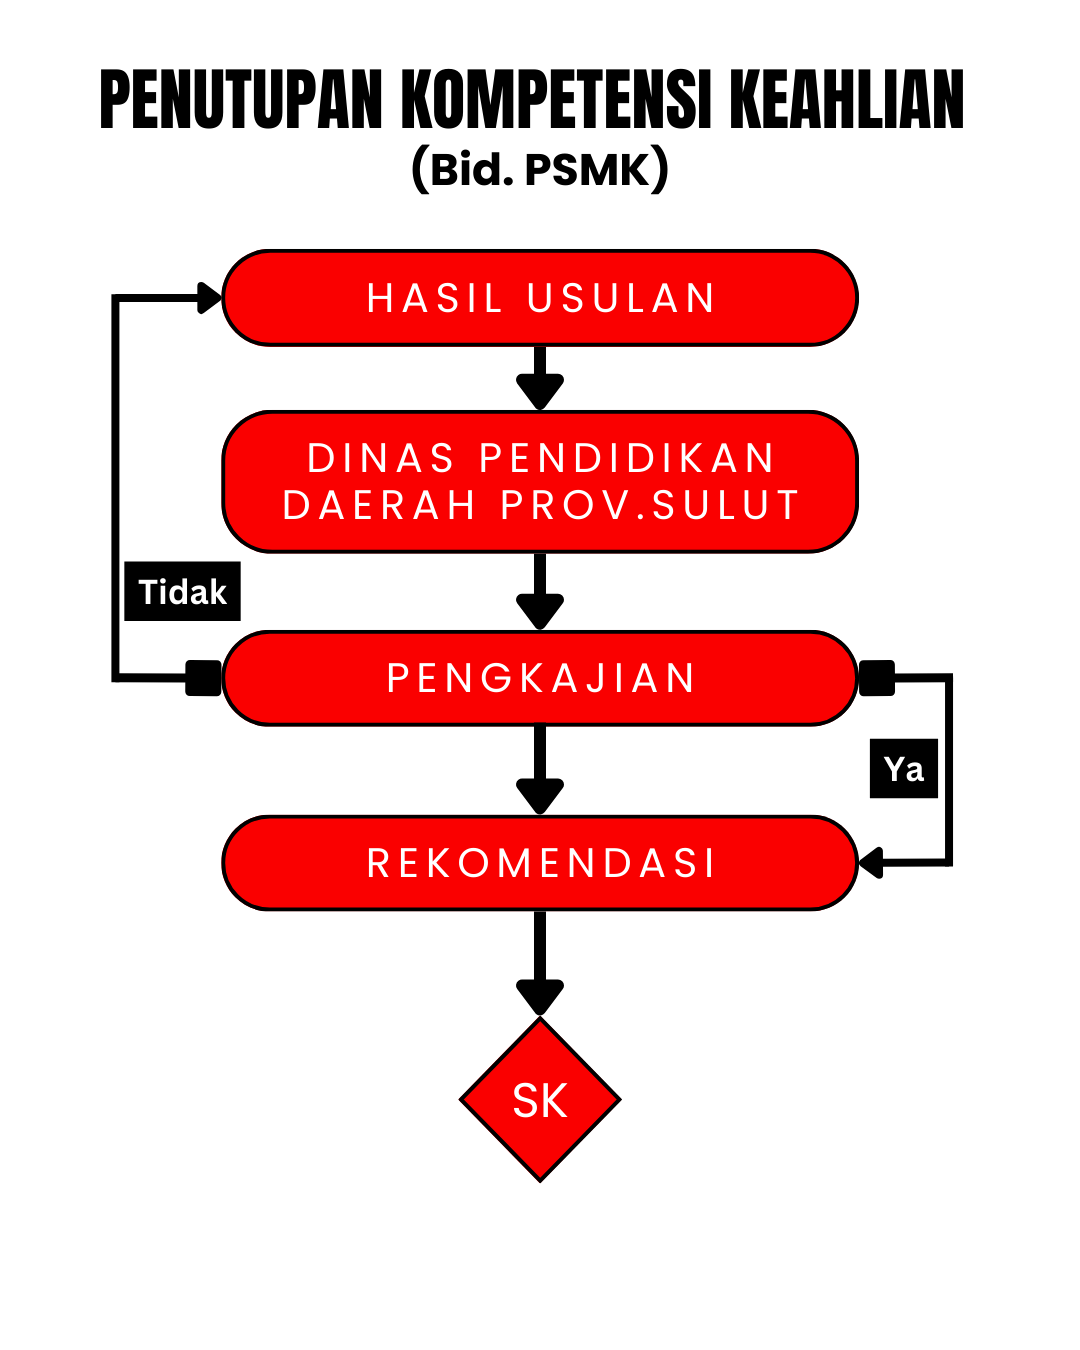 PENUTUPAN KOMPETENSI KEAHLIAN
(Bid. PSMK)
HASIL USULAN
DINAS PENDIDIKAN
DAERAH PROV.SULUT
Tidak
PENGKAJIAN
Ya
REKOMENDASI
SK